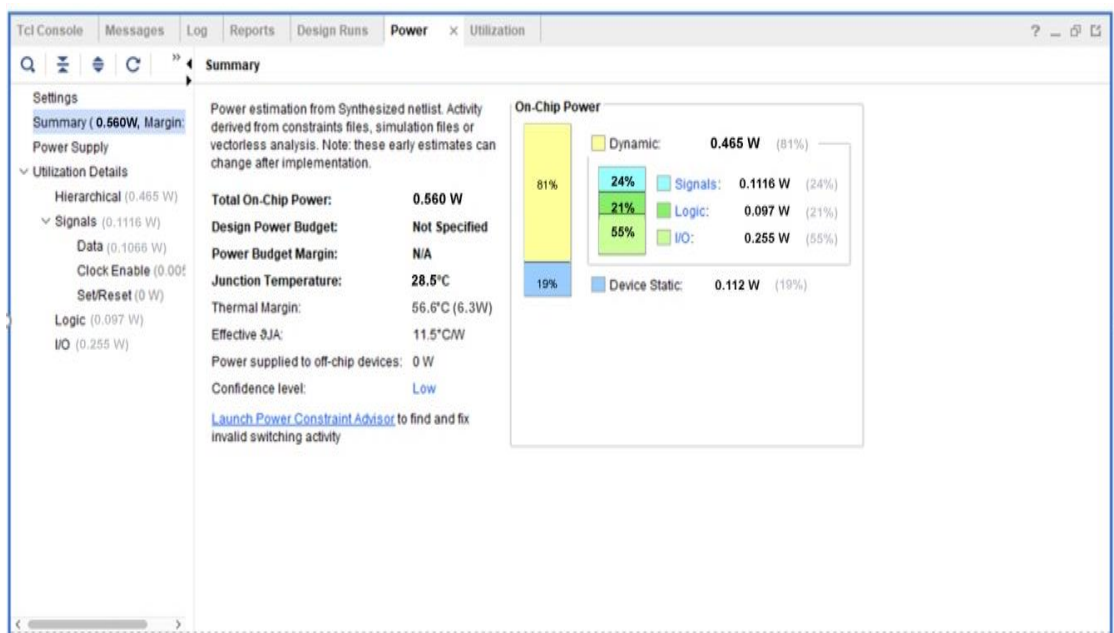 Tcl Console Messages Log Reports Design Runs Power × Utilization ? _
» Summary
Settings
Summary (0.560W, Margin:
Power Supply
Utilization Details
Hierarchical (0.465 W)
Signals (0.1116 W)
Data (0.1066 W)
Clock Enable (0.005
Set/Reset (0 W)
Logic (0.097 W)
I/O (0.255 W)
Power estimation from Synthesized netlist. Activity
derived from constraints files, simulation files or
vectorless analysis. Note: these early estimates can
change after implementation.
Total On-Chip Power: 0.560 W
Design Power Budget: Not Specified
Power Budget Margin: N/A
Junction Temperature: 28.5°C
Thermal Margin: 56.6°C (6.3W)
Effective ϑJA: 11.5°C/W
Power supplied to off-chip devices: 0 W
Confidence level: Low
Launch Power Constraint Advisor to find and fix
invalid switching activity
On-Chip Power
81%
19%
Dynamic: 0.465 W (81%)
24% Signals: 0.1116 W (24%)
21% Logic: 0.097 W (21%)
55% I/O: 0.255 W (55%)
Device Static: 0.112 W (19%)